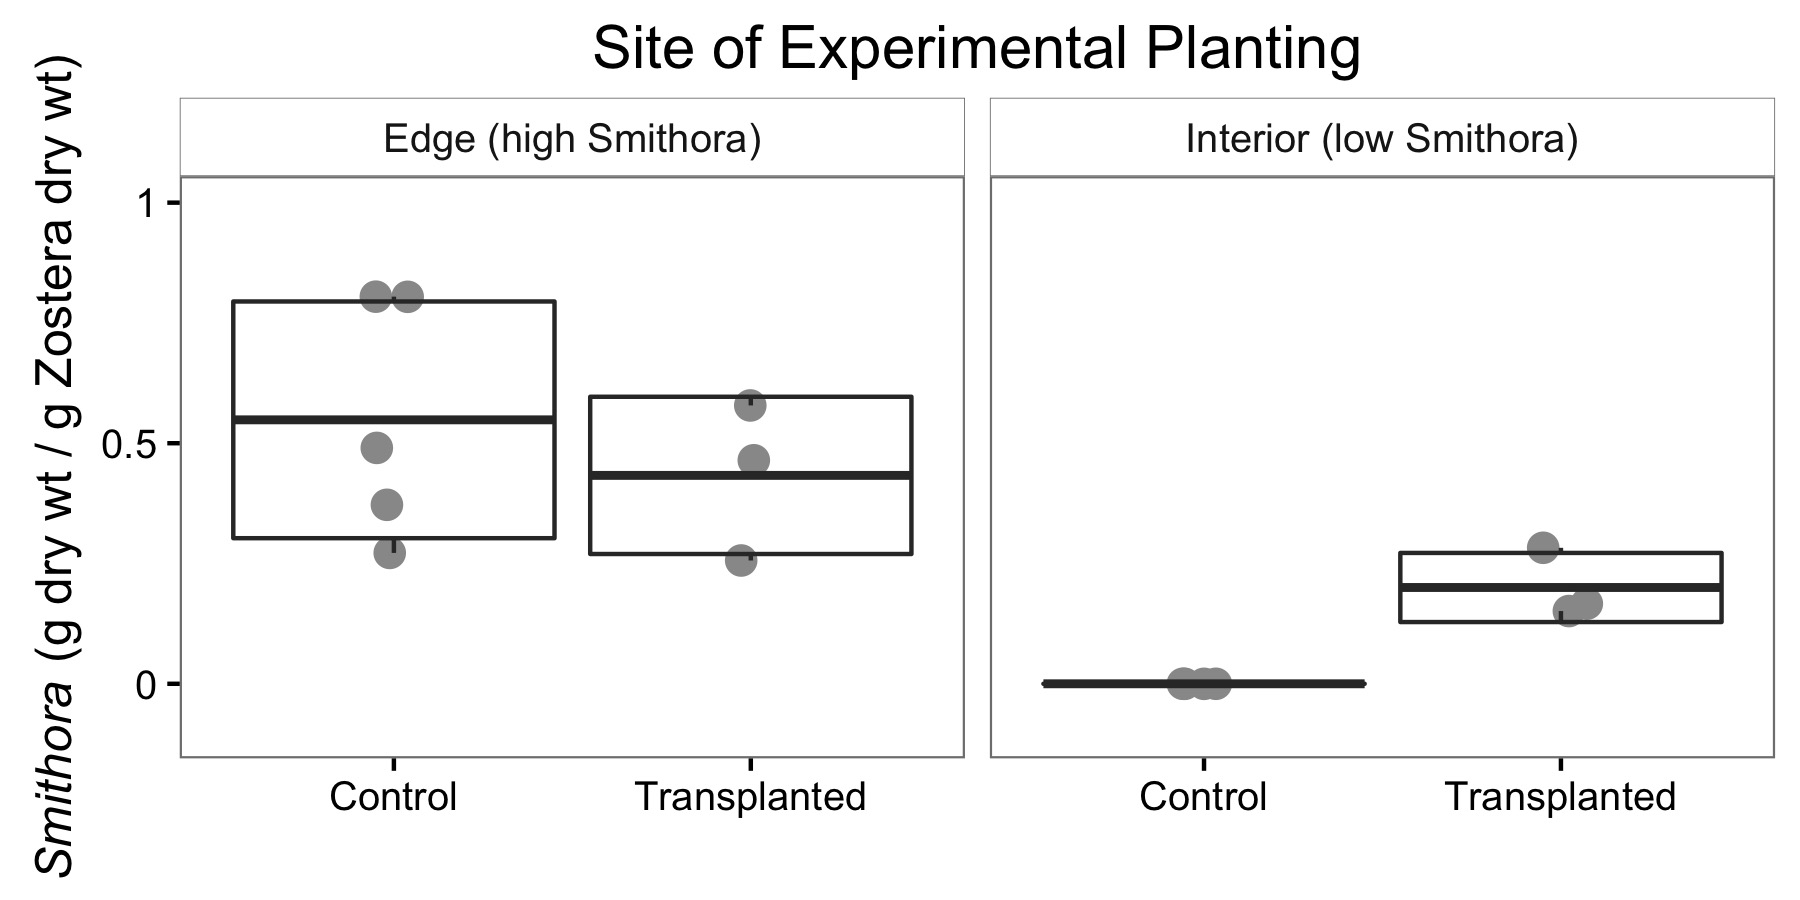 Site of Experimental Planting
Edge (high Smithora)
Interior (low Smithora)
Smithora (g dry wt / g Zostera dry wt)
1
0.5
0
Control
Transplanted
Control
Transplanted